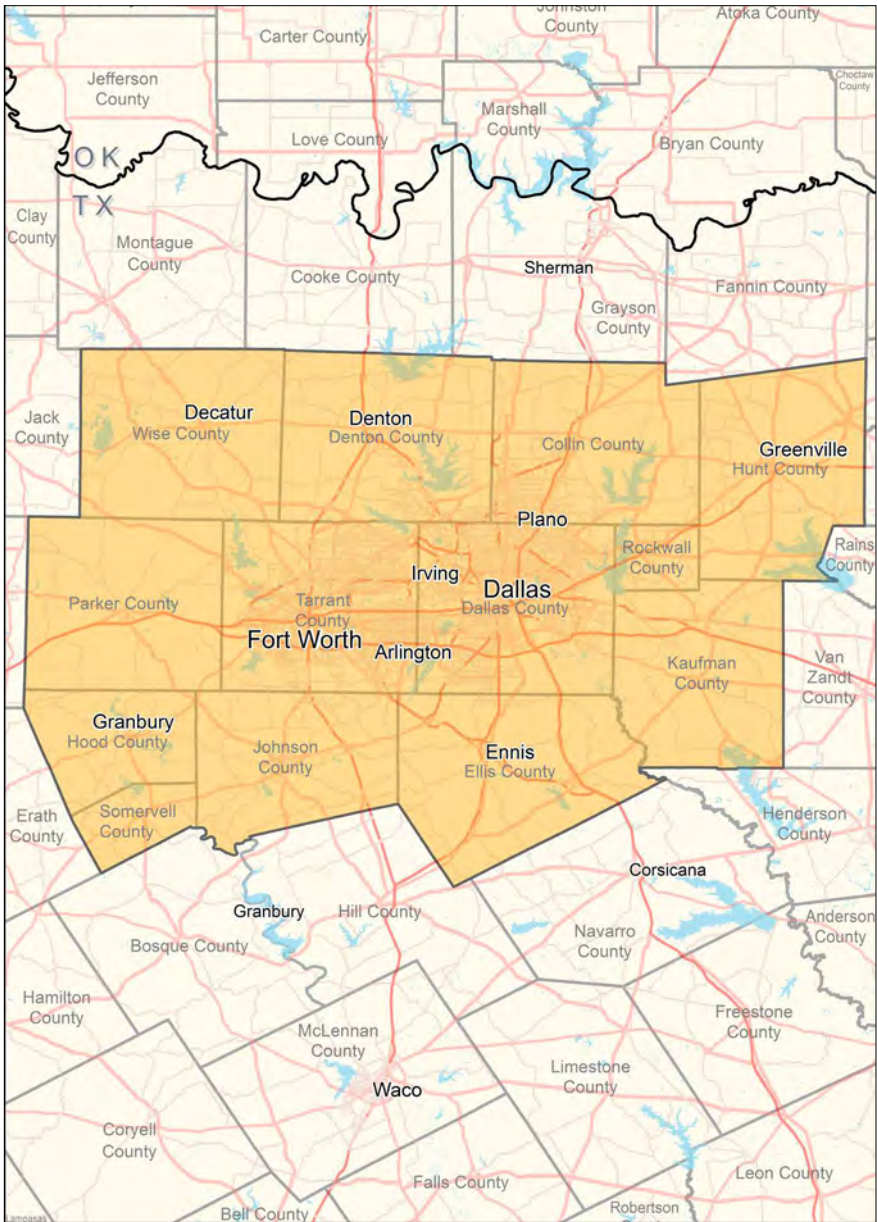 Johnston
County
Atoka County
Carter County
Jefferson
County
Choctaw
County
Marshall
County
Love County
Bryan County
OK
TX
Clay
County
Montague
County
Cooke County
Sherman
Grayson
County
Fannin County
Jack
County
Decatur
Wise County
Denton
Denton County
Collin County
Greenville
Hunt County
Plano
Rockwall
County
Rains
County
Irving
Dallas
Dallas County
Parker County
Tarrant
County
Fort Worth
Arlington
Kaufman
County
Van
Zandt
County
Granbury
Hood County
Johnson
County
Ennis
Ellis County
Somervell
County
Erath
County
Henderson
County
Corsicana
Granbury
Hill County
Anderson
County
Bosque County
Navarro
County
Hamilton
County
Freestone
County
McLennan
County
Limestone
County
Waco
Coryell
County
Falls County
Leon County
Bell County
Robertson
Lampasas